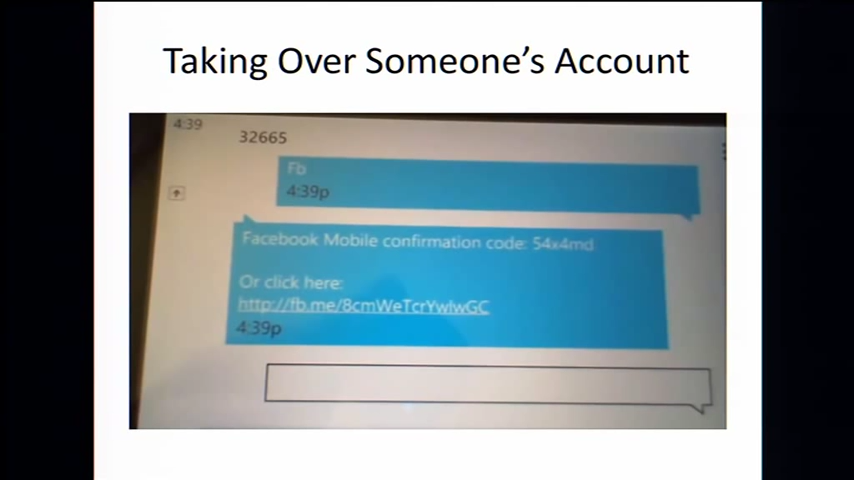 Taking Over Someone's Account
4:39
32665
Fb
4:39p
Facebook Mobile confirmation code: 54x4md
Or click here:
http://fb.me/8cmWeTcrYwlwGC
4:39p